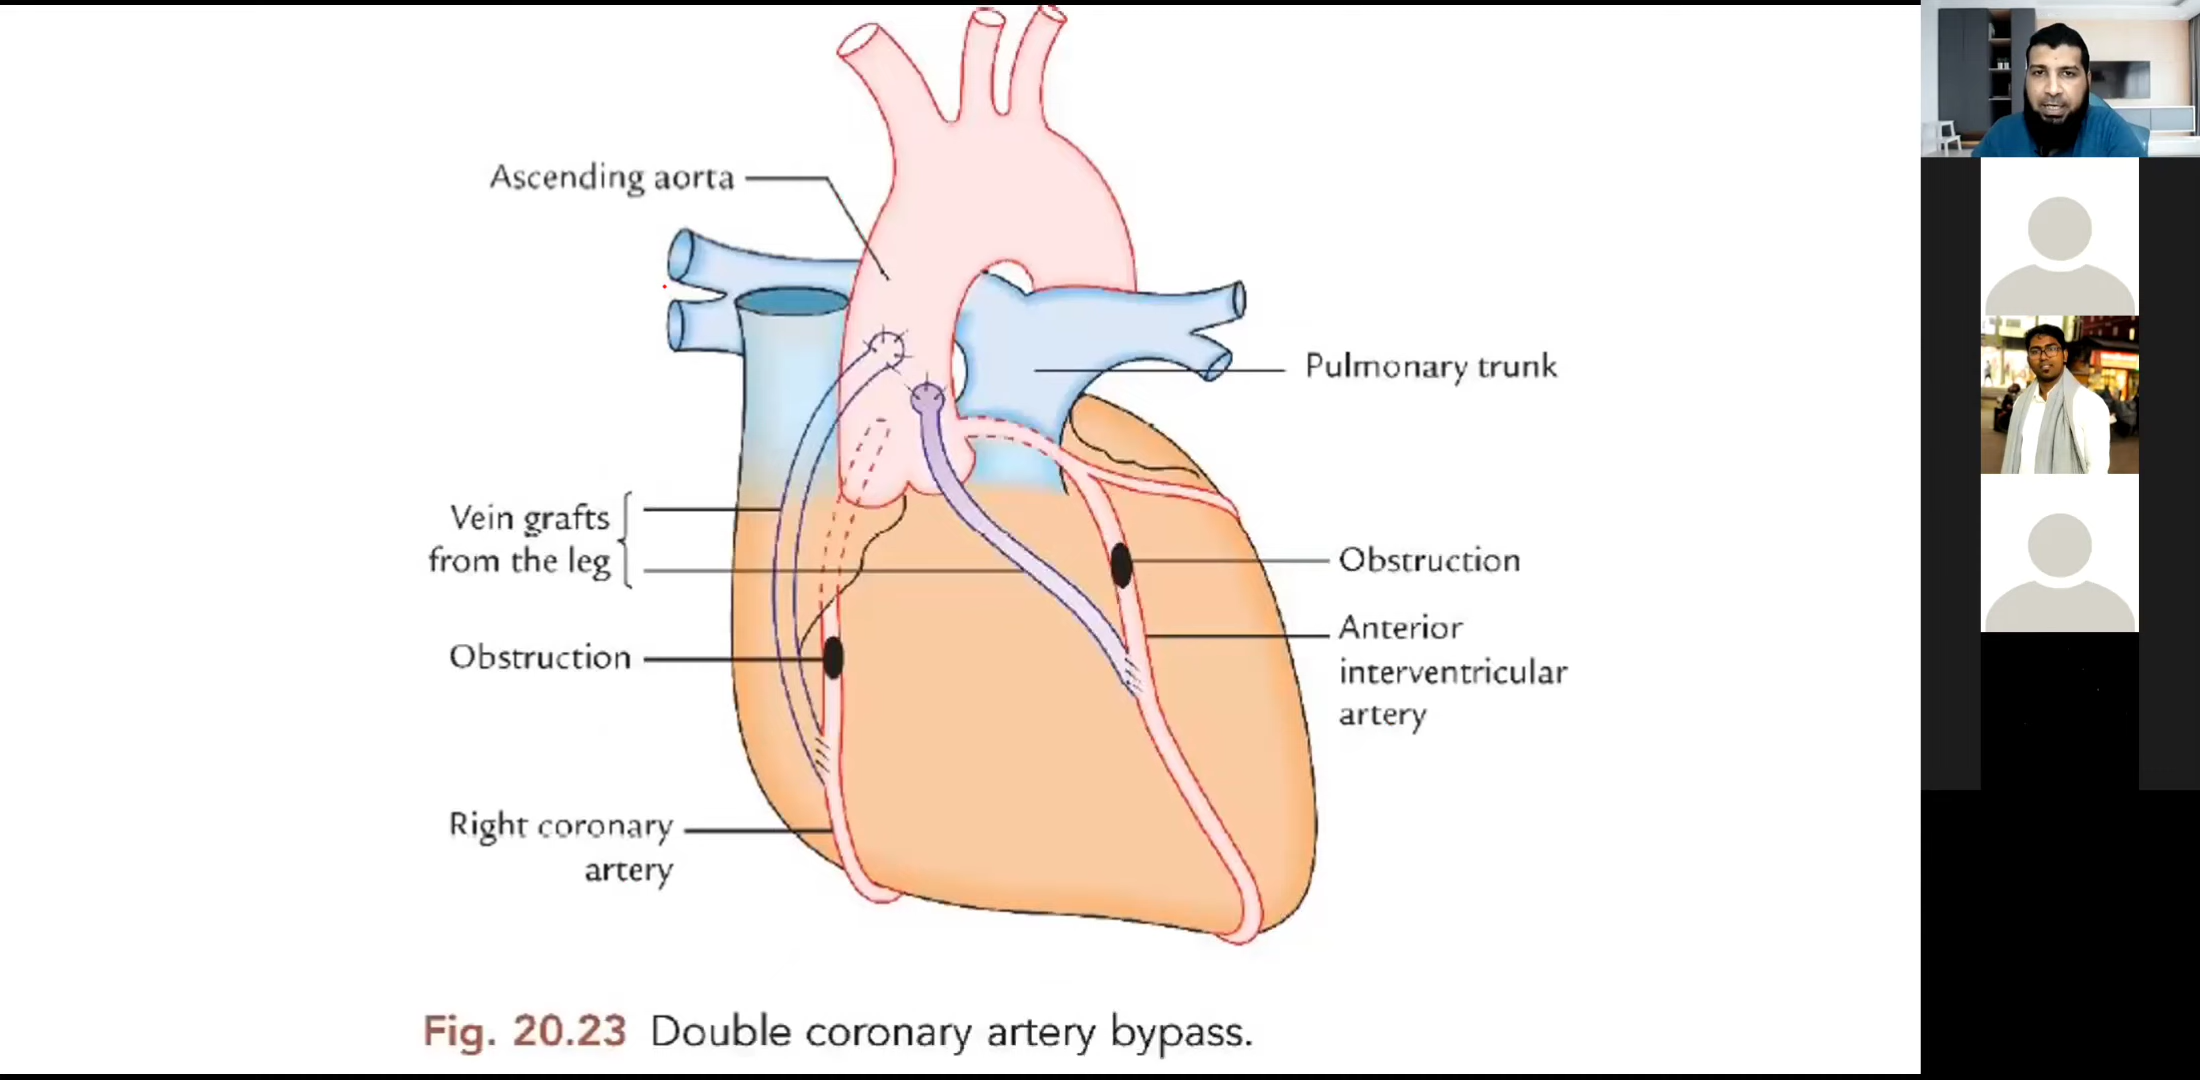 Ascending aorta
Pulmonary trunk
Vein grafts
from the leg
Obstruction
Obstruction
Anterior
interventricular
artery
Right coronary
artery
Fig. 20.23 Double coronary artery bypass.